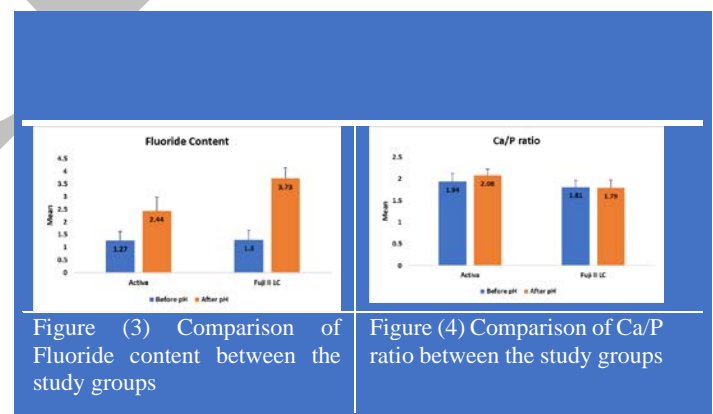 Fluoride Content
4.5
4
3.5
3
2.5
2
1.5
1
0.5
0
Mean
1.27
2.44
1.3
3.73
Activa
Fuji II LC
Before pH
After pH
Ca/P ratio
2.5
2
1.5
1
0.5
0
Mean
1.94
2.08
1.81
1.79
Activa
Fuji II LC
Before pH
After pH
Figure (3) Comparison of
Fluoride content between the
study groups
Figure (4) Comparison of Ca/P
ratio between the study groups